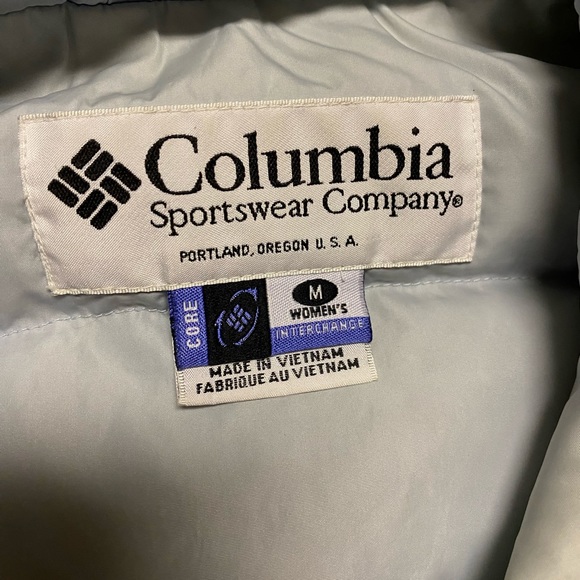 Columbia
Sportswear Company®
PORTLAND, OREGON U.S.A.
CORE
M
WOMEN'S
INTERCHANGE
MADE IN VIETNAM
FABRIQUE AU VIETNAM